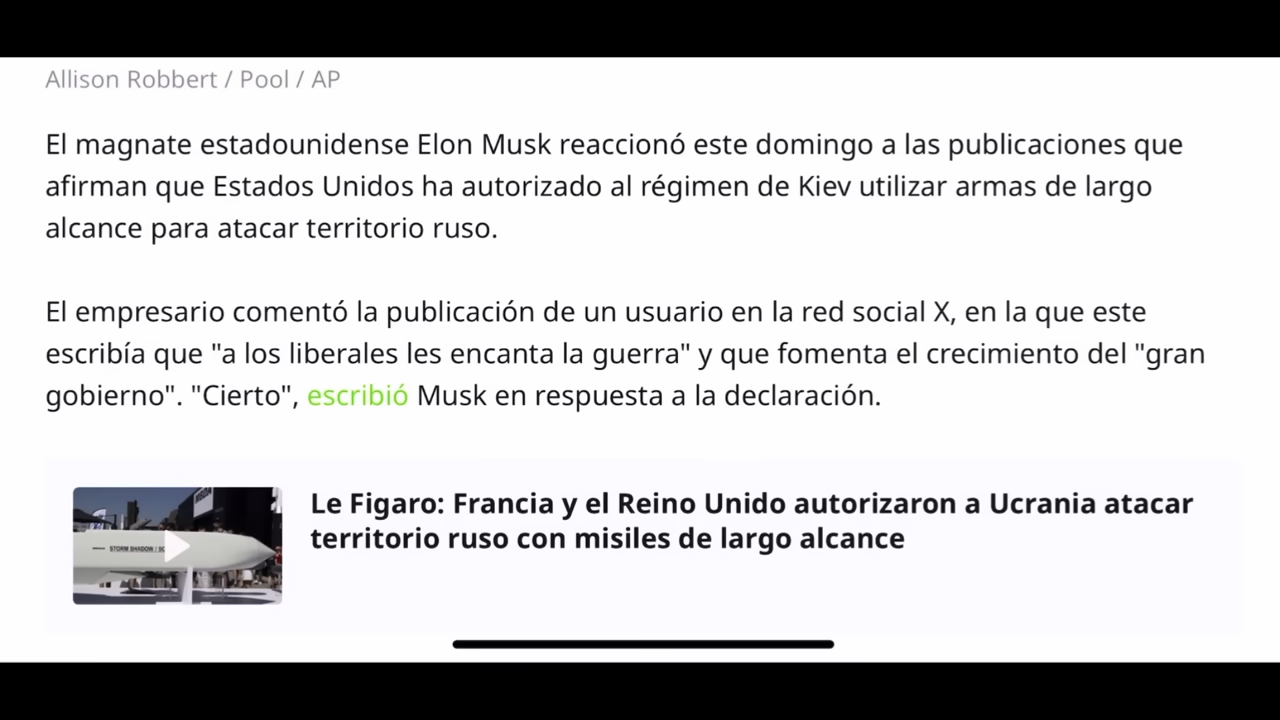 Allison Robbert / Pool / AP
El magnate estadounidense Elon Musk reaccionó este domingo a las publicaciones que
afirman que Estados Unidos ha autorizado al régimen de Kiev utilizar armas de largo
alcance para atacar territorio ruso.
El empresario comentó la publicación de un usuario en la red social X, en la que este
escribía que "a los liberales les encanta la guerra" y que fomenta el crecimiento del "gran
gobierno". "Cierto", escribió Musk en respuesta a la declaración.
Le Figaro: Francia y el Reino Unido autorizaron a Ucrania atacar
territorio ruso con misiles de largo alcance
STORM SHADOW /